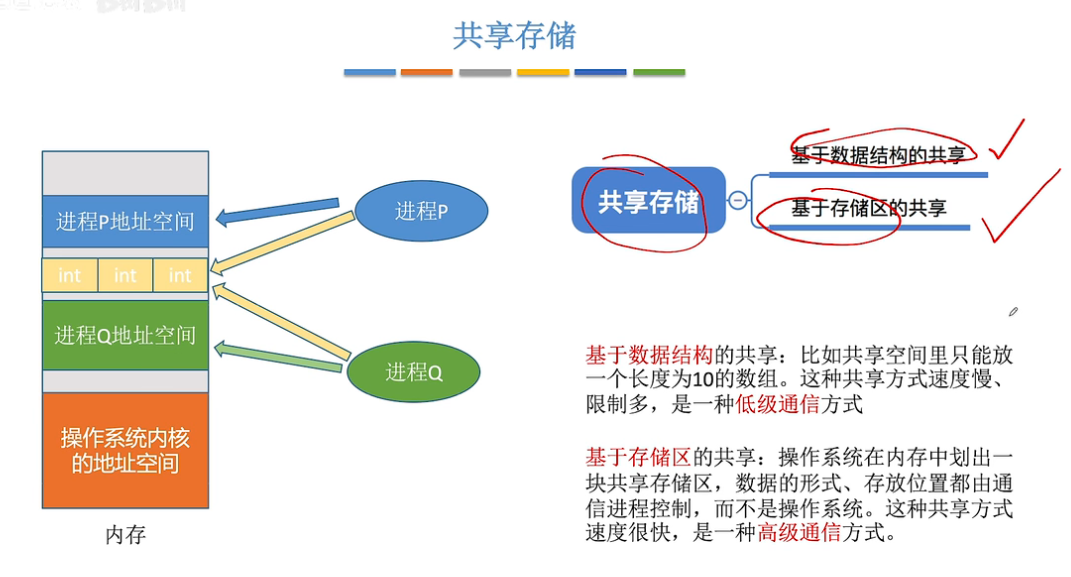 共享存储
进程P地址空间
进程P
int int int
进程Q地址空间
进程Q
操作系统内核
的地址空间
内存
共享存储
基于数据结构的共享
基于存储区的共享
基于数据结构的共享：比如共享空间里只能放
一个长度为10的数组。这种共享方式速度慢、
限制多，是一种低级通信方式
基于存储区的共享：操作系统在内存中划出一
块共享存储区，数据的形式、存放位置都由通
信进程控制，而不是操作系统。这种共享方式
速度很快，是一种高级通信方式。